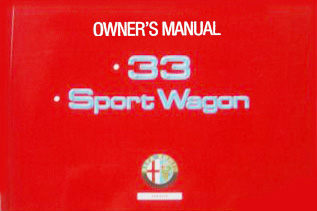 OWNER'S MANUAL
• 33
• Sport Wagon